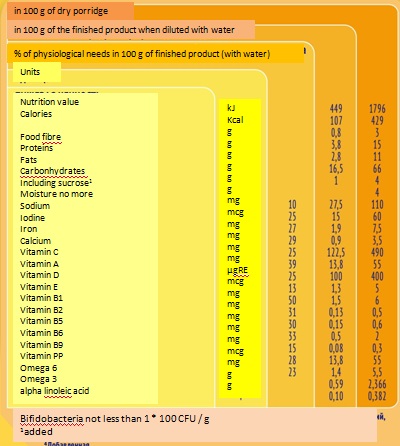 in 100 g of dry porridge
in 100 g of the finished product when diluted with water
% of physiological needs in 100 g of finished product (with water)
Units
Nutrition value kJ 449 1796
Calories Kcal 107 429
Food fibre g 0,8 3
Proteins g 3,8 15
Fats g 2,8 11
Carbonhydrates g 16,5 66
Including sucrose¹ g 1 4
Moisture no more g 4
Sodium mg 10 27,5 110
Iodine mcg 25 15 60
Iron mg 27 1,9 7,5
Calcium mg 29 0,9 3,5
Vitamin C mg 25 122,5 490
Vitamin A mg 39 13,8 55
Vitamin D µgRE 25 100 400
Vitamin E mcg 13 1,3 5
Vitamin B1 mg 50 1,5 6
Vitamin B2 mg 31 0,13 0,5
Vitamin B5 mg 30 0,15 0,6
Vitamin B6 mg 33 0,5 2
Vitamin B9 mg 15 0,08 0,3
Vitamin PP mcg 28 13,8 55
Omega 6 mg 23 1,4 5,5
Omega 3 g 0,59 2,366
alpha linoleic acid g 0,10 0,382
Bifidobacteria not less than 1 * 100 CFU / g
¹added